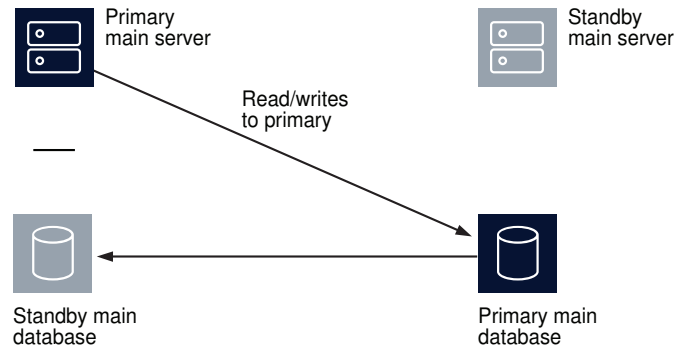 Primary
main server
Standby
main server
Read/writes
to primary
Standby main
database
Primary main
database